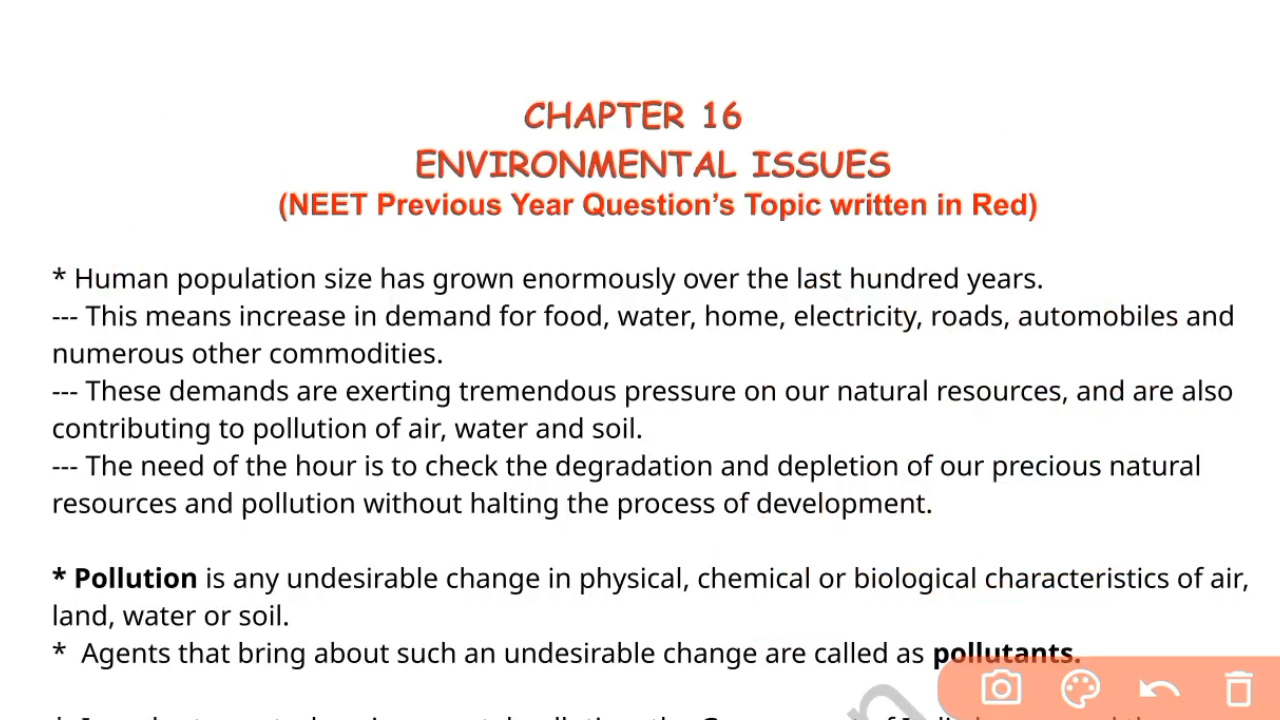 CHAPTER 16
ENVIRONMENTAL ISSUES
(NEET Previous Year Question’s Topic written in Red)
* Human population size has grown enormously over the last hundred years.
--- This means increase in demand for food, water, home, electricity, roads, automobiles and
numerous other commodities.
--- These demands are exerting tremendous pressure on our natural resources, and are also
contributing to pollution of air, water and soil.
--- The need of the hour is to check the degradation and depletion of our precious natural
resources and pollution without halting the process of development.
* Pollution is any undesirable change in physical, chemical or biological characteristics of air,
land, water or soil.
* Agents that bring about such an undesirable change are called as pollutants.